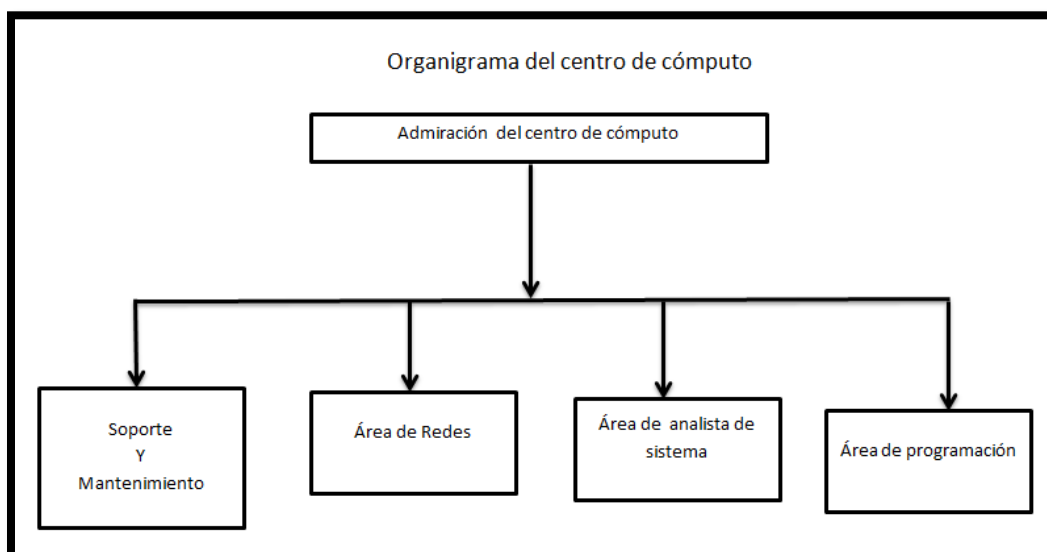 Organigrama del centro de cómputo
Admiración del centro de cómputo
Soporte
Y
Mantenimiento
Área de Redes
Área de analista de
sistema
Área de programación